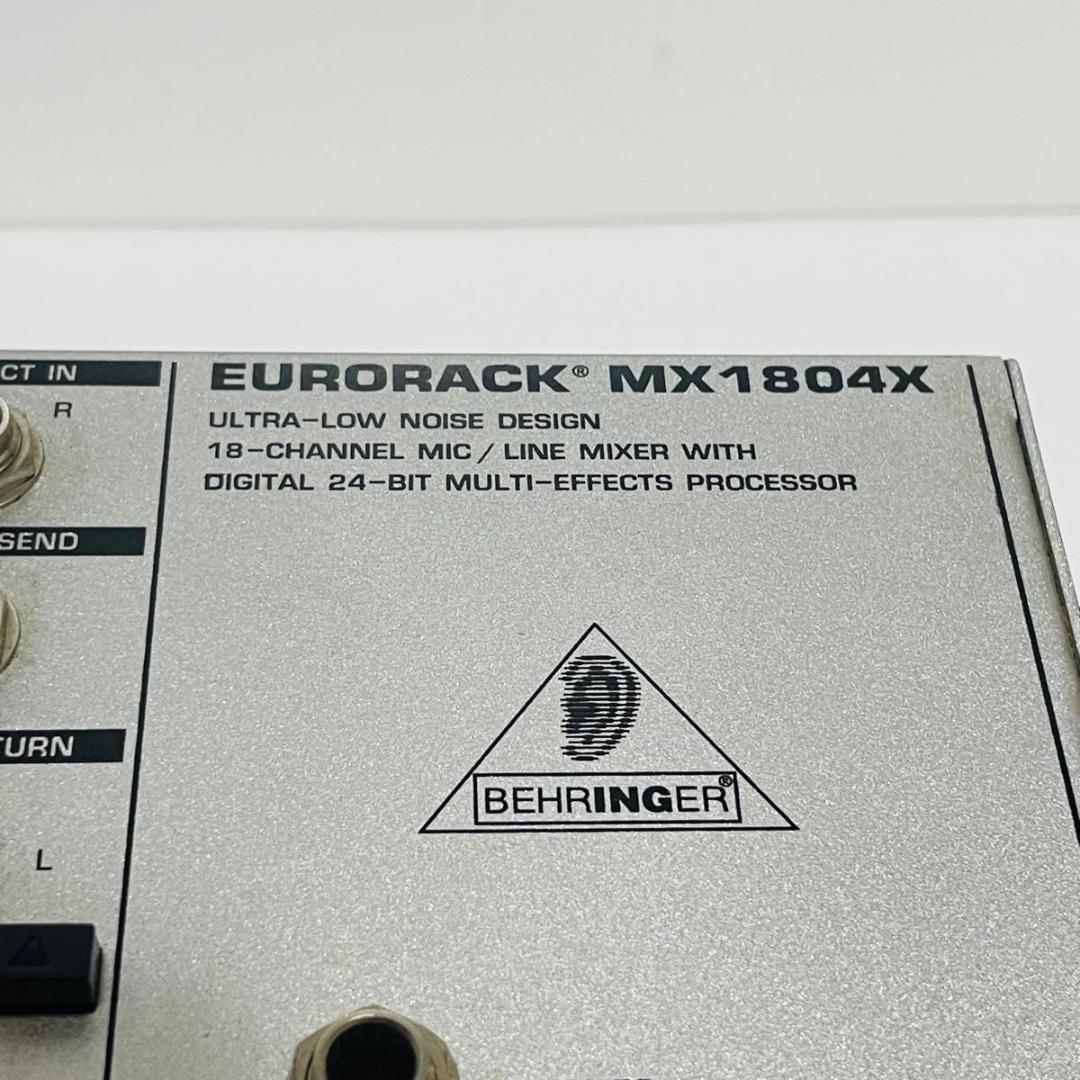 CT IN
R
EURORACK® MX1804X
ULTRA-LOW NOISE DESIGN
18-CHANNEL MIC / LINE MIXER WITH
DIGITAL 24-BIT MULTI-EFFECTS PROCESSOR
SEND
TURN
L
BEHRINGER®